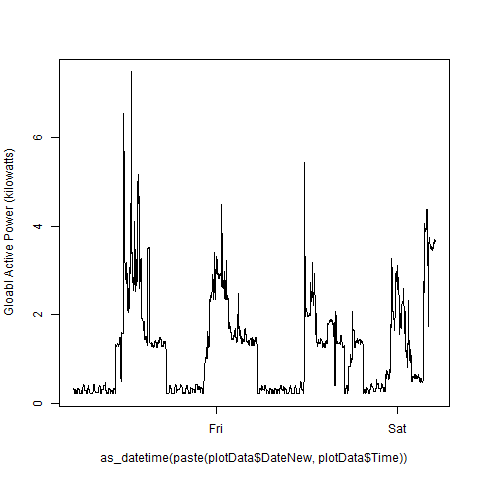 Gloabl Active Power (kilowatts)
6
4
2
0
Fri
Sat
as_datetime(paste(plotData$DateNew, plotData$Time))